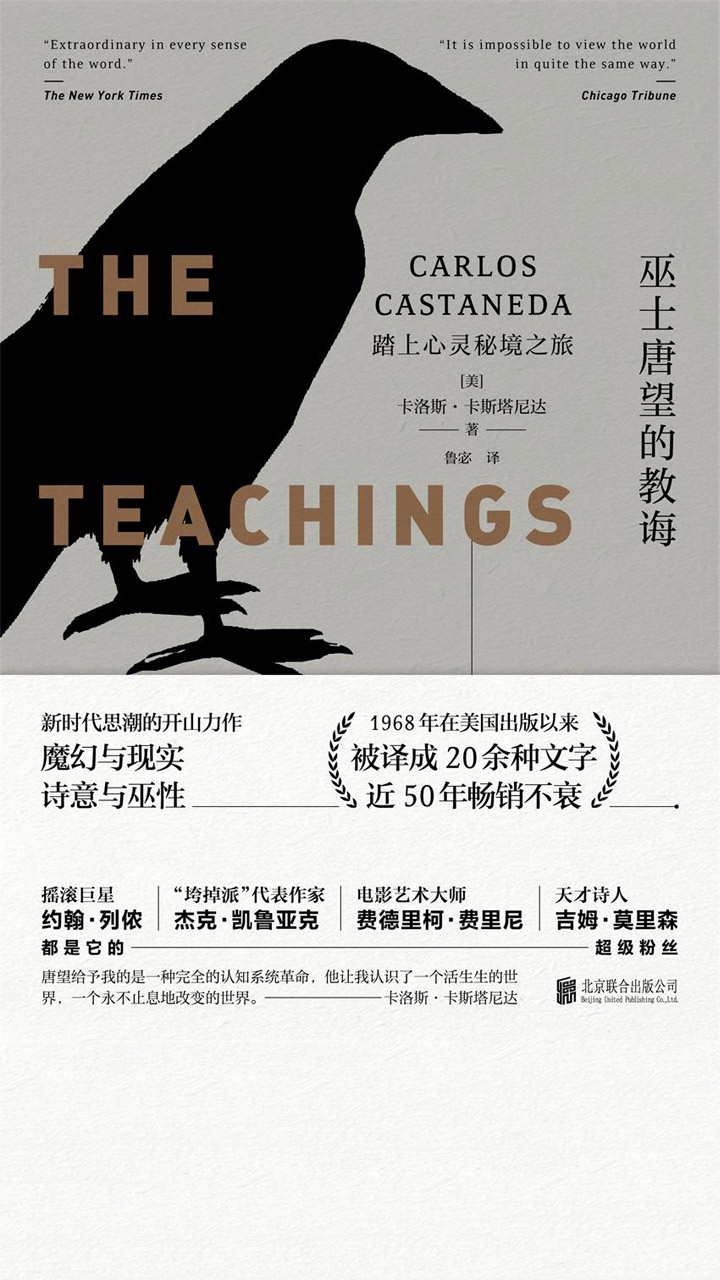 “Extraordinary in every sense
of the word.”
The New York Times
“It is impossible to view the world
in quite the same way.”
Chicago Tribune
THE
TEACHINGS
CARLOS
CASTANEDA
踏上心灵秘境之旅
[美]
卡洛斯·卡斯塔尼达
著
鲁宓 译
巫士唐望的教诲
新时代思潮的开山力作
魔幻与现实
诗意与巫性
1968年在美国出版以来
被译成20余种文字
近50年畅销不衰
摇滚巨星
约翰·列侬
“垮掉派”代表作家
杰克·凯鲁亚克
电影艺术大师
费德里柯·费里尼
天才诗人
吉姆·莫里森
都是它的
超级粉丝
唐望给予我的是一种完全的认知系统革命，他让我认识了一个活生生的世
界，一个永不止息地改变的世界。——卡洛斯·卡斯塔尼达
北京联合出版公司
Beijing United Publishing Co.,Ltd.